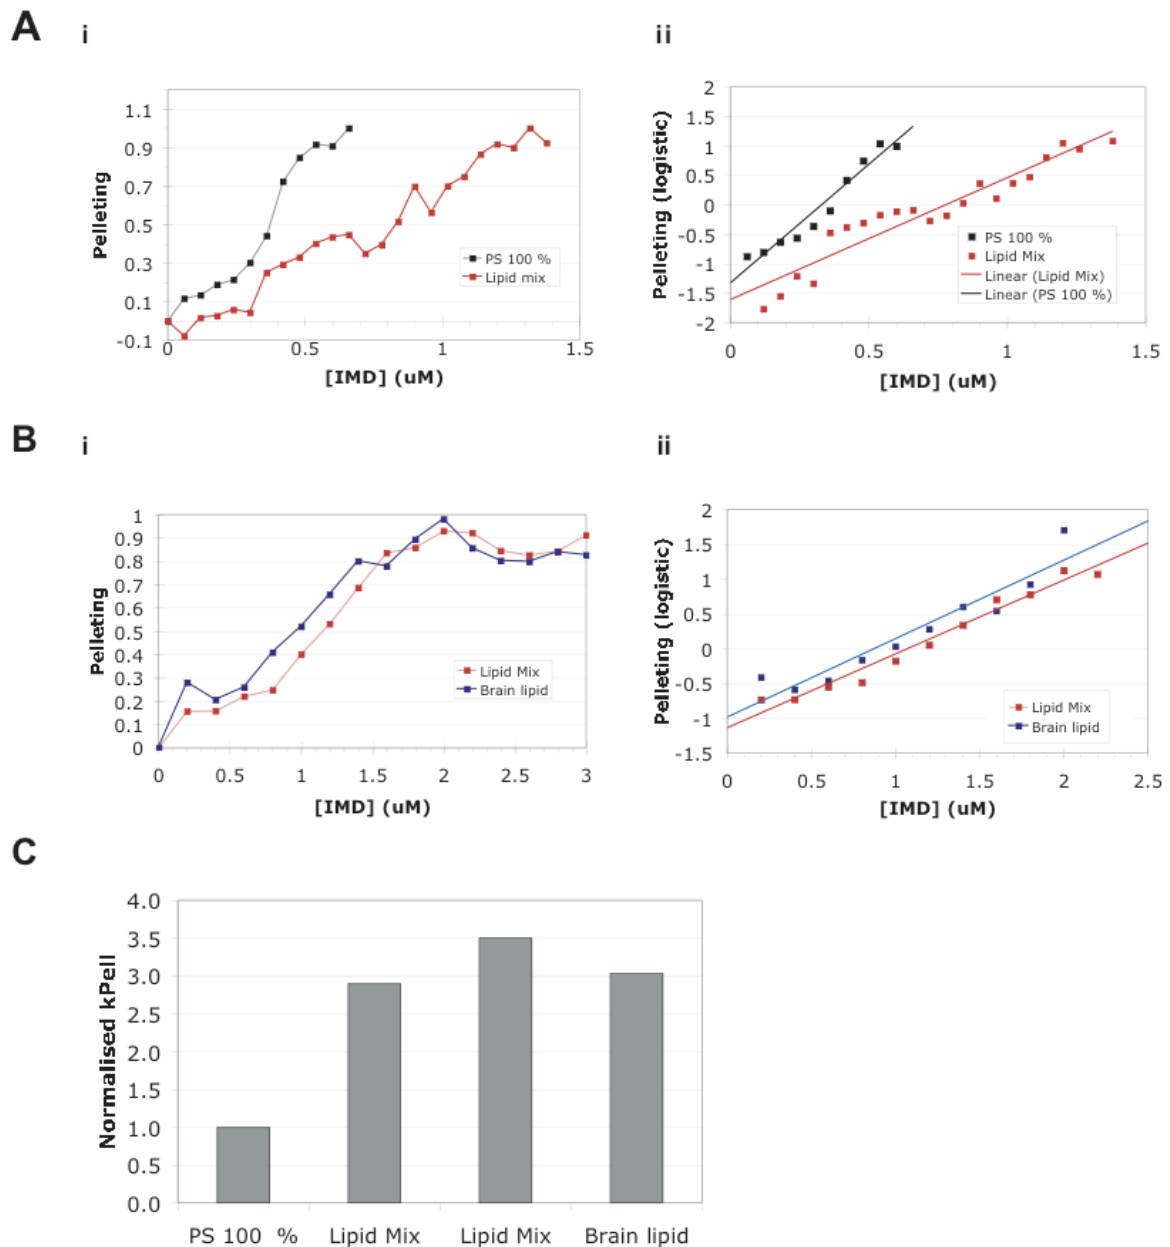 A
i
ii
1.1
0.9
0.7
0.5
0.3
0.1
-0.1
Pelleting
PS 100 %
Lipid mix
0
0.5
1
1.5
[IMD] (uM)
2
1.5
1
0.5
0
-0.5
-1
-1.5
-2
Pelleting (logistic)
PS 100 %
Lipid Mix
Linear (Lipid Mix)
Linear (PS 100 %)
0
0.5
1
1.5
[IMD] (uM)
B
i
ii
1
0.9
0.8
0.7
0.6
0.5
0.4
0.3
0.2
0.1
0
Pelleting
Lipid Mix
Brain lipid
0
0.5
1
1.5
2
2.5
3
[IMD] (uM)
2
1.5
1
0.5
0
-0.5
-1
-1.5
Pelleting (logistic)
Lipid Mix
Brain lipid
0
0.5
1
1.5
2
2.5
[IMD] (uM)
C
4.0
3.5
3.0
2.5
2.0
1.5
1.0
0.5
0.0
Normalised kPell
PS 100 %
Lipid Mix
Lipid Mix
Brain lipid